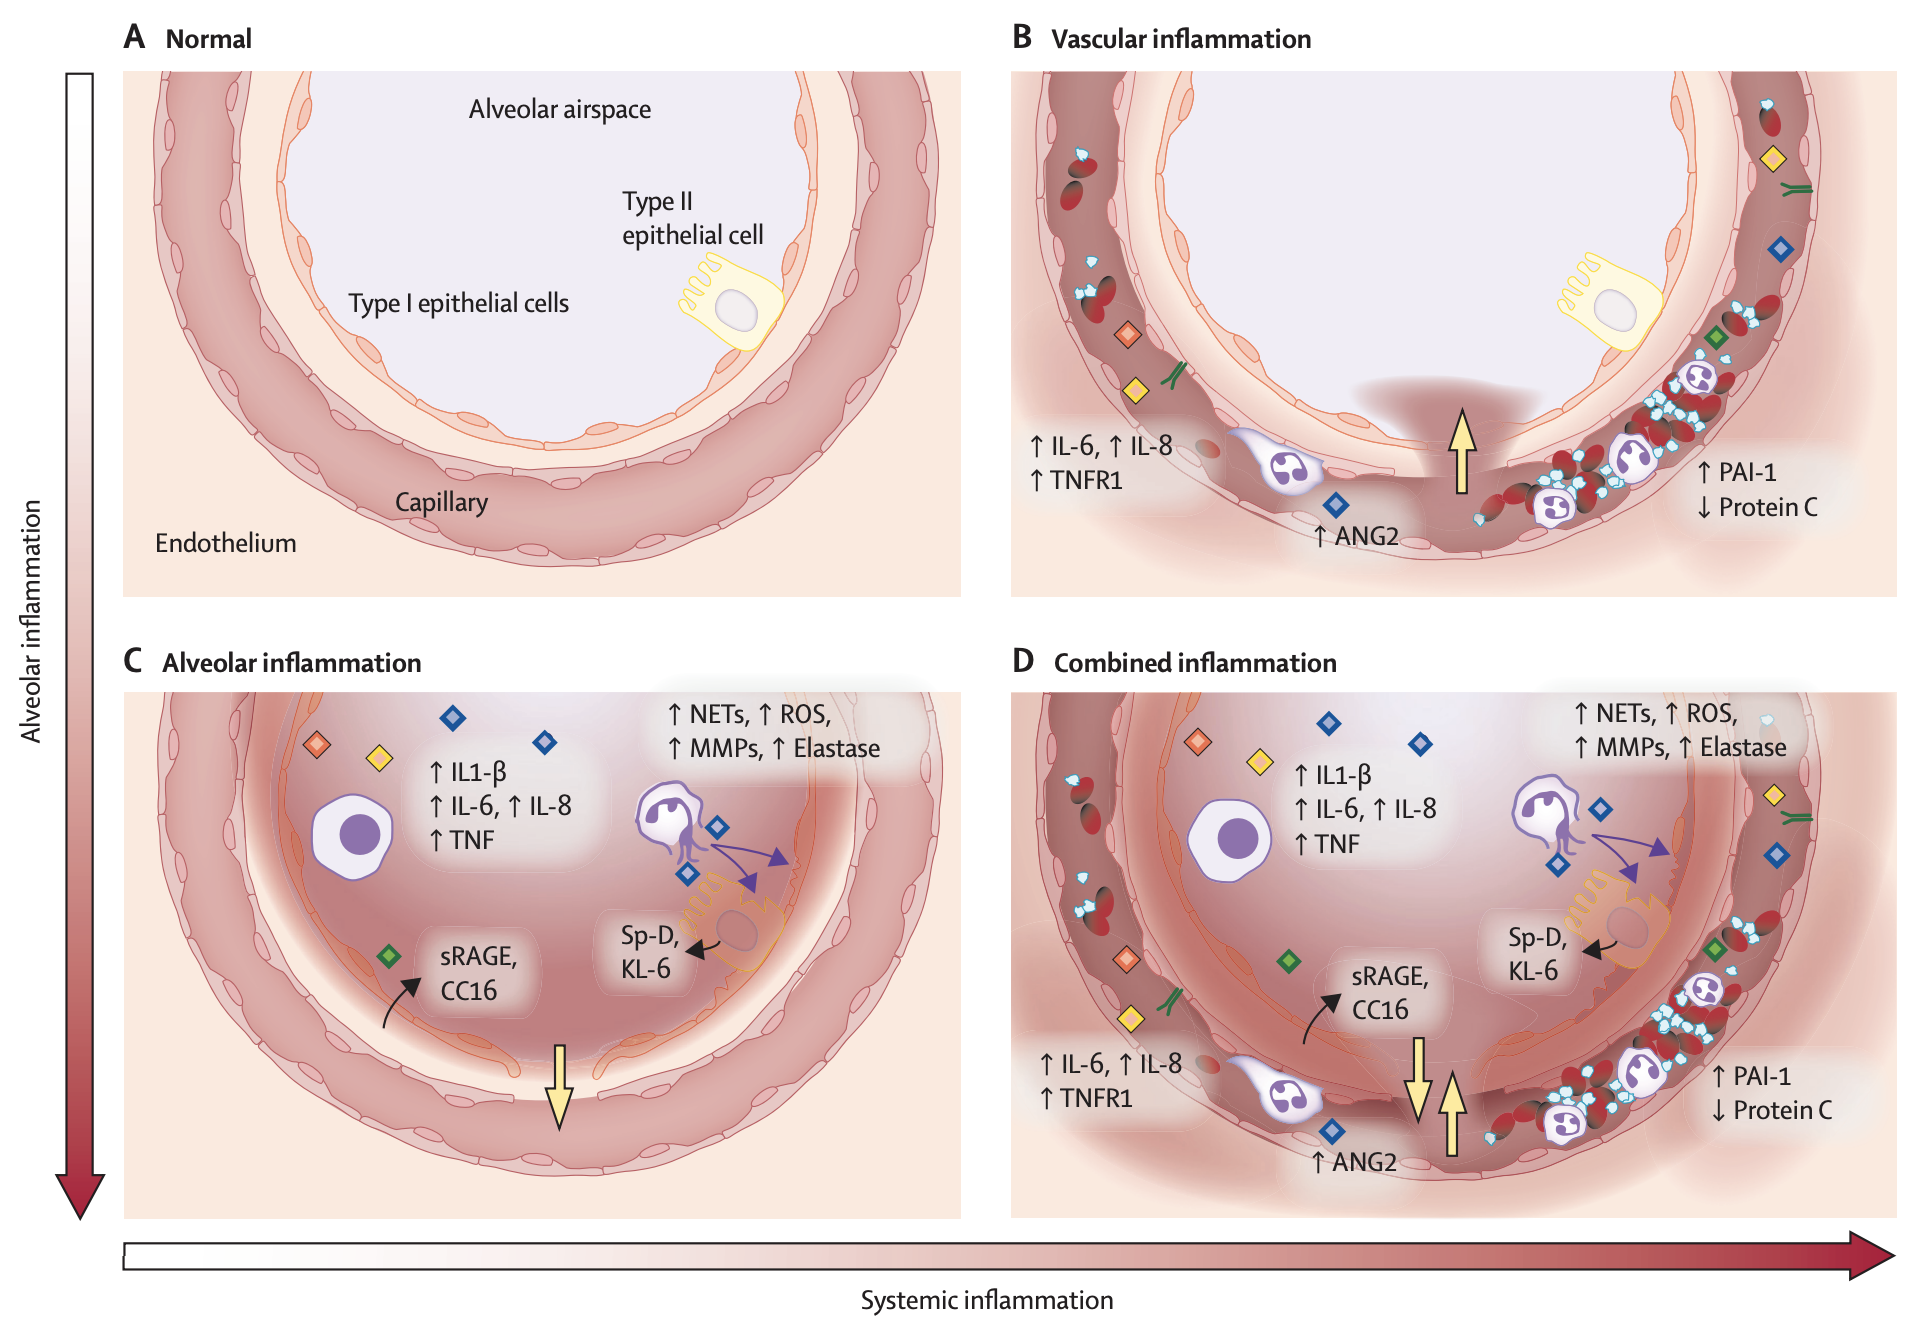 A Normal
Alveolar airspace
Type II
epithelial cell
Type I epithelial cells
Capillary
Endothelium
B Vascular inflammation
↑ IL-6, ↑ IL-8
↑ TNFR1
↑ ANG2
↑ PAI-1
↓ Protein C
Alveolar inflammation
C Alveolar inflammation
↑ NETs, ↑ ROS,
↑ MMPs, ↑ Elastase
↑ IL1-β
↑ IL-6, ↑ IL-8
↑ TNF
Sp-D,
KL-6
sRAGE,
CC16
D Combined inflammation
↑ NETs, ↑ ROS,
↑ MMPs, ↑ Elastase
↑ IL1-β
↑ IL-6, ↑ IL-8
↑ TNF
Sp-D,
KL-6
sRAGE,
CC16
↑ IL-6, ↑ IL-8
↑ TNFR1
↑ ANG2
↑ PAI-1
↓ Protein C
Systemic inflammation